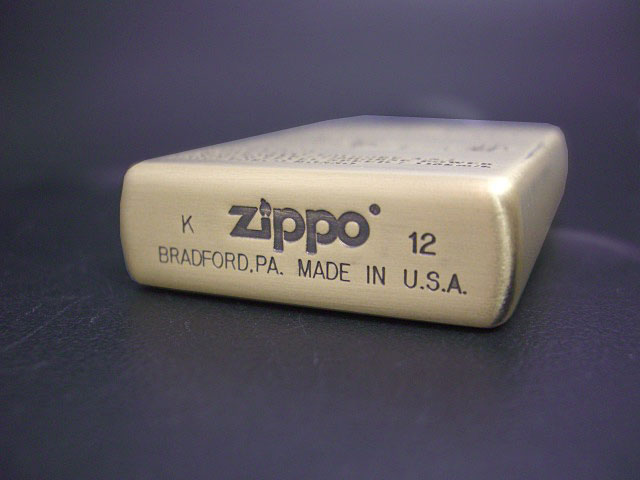 K zippo 12
BRADFORD,PA. MADE IN U.S.A.